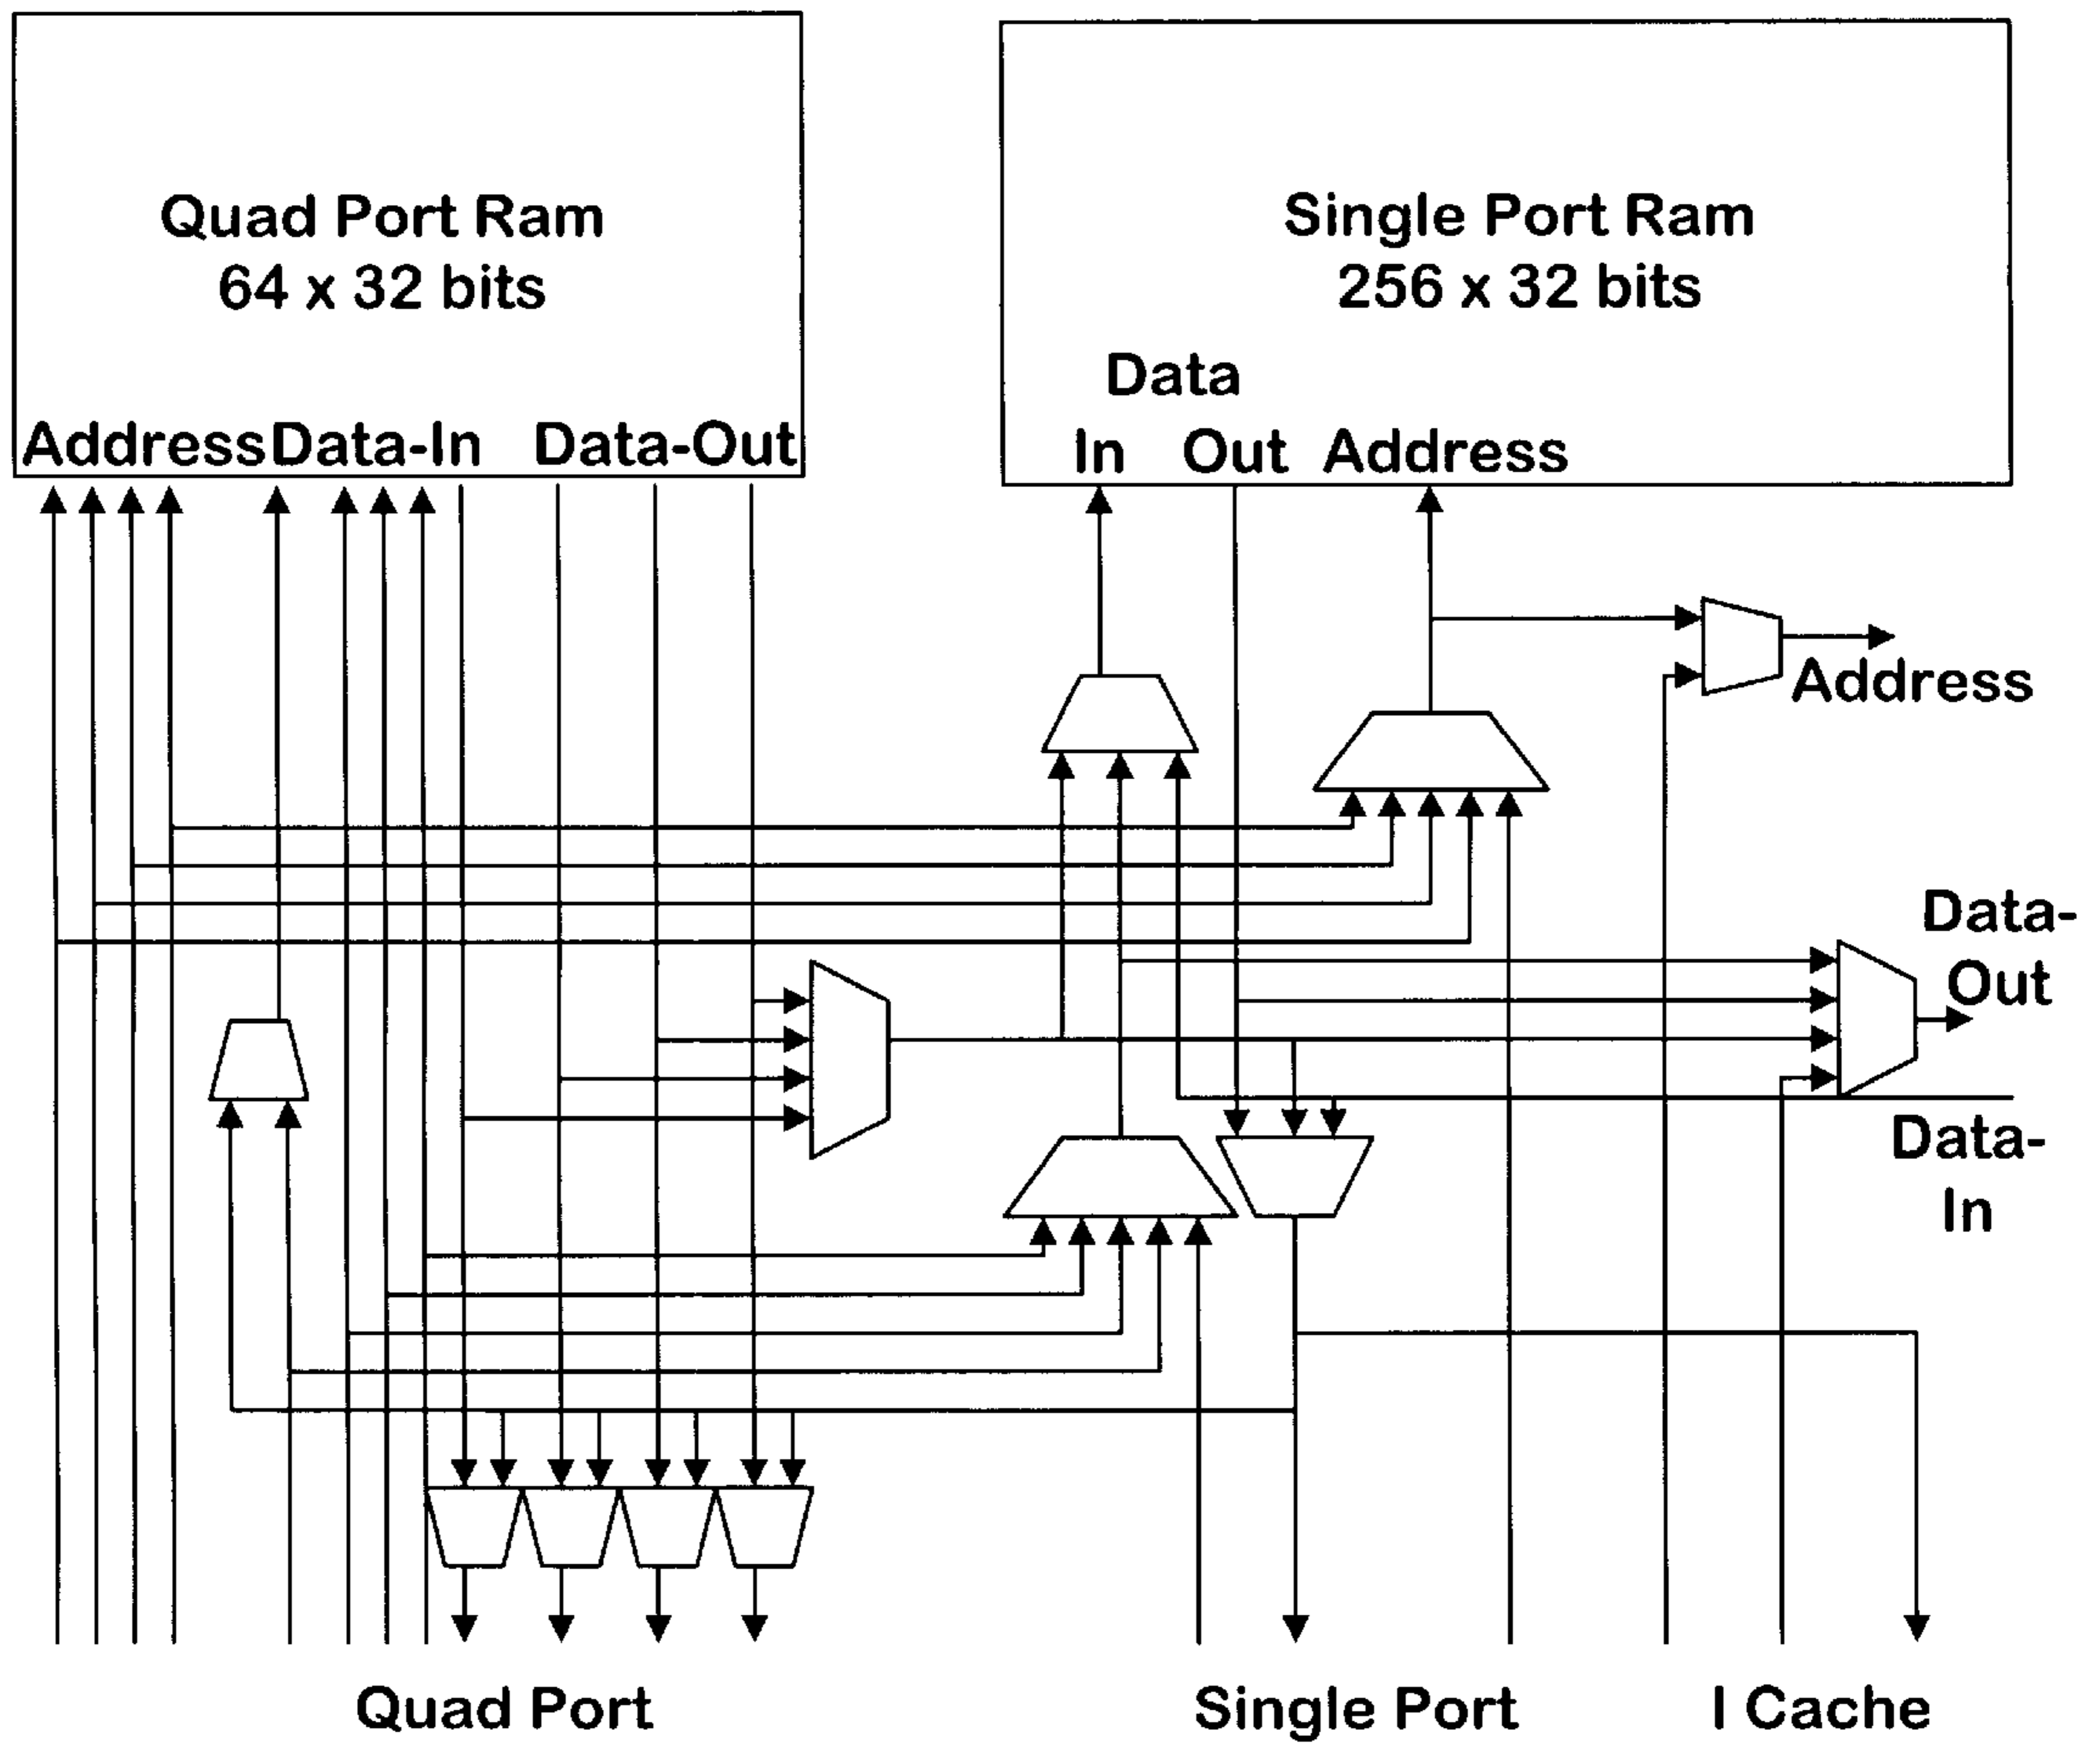 Quad Port Ram
64 x 32 bits
Address Data-In Data-Out
Single Port Ram
256 x 32 bits
Data
In Out Address
Address
Data-
Out
Data-
In
Quad Port
Single Port
I Cache